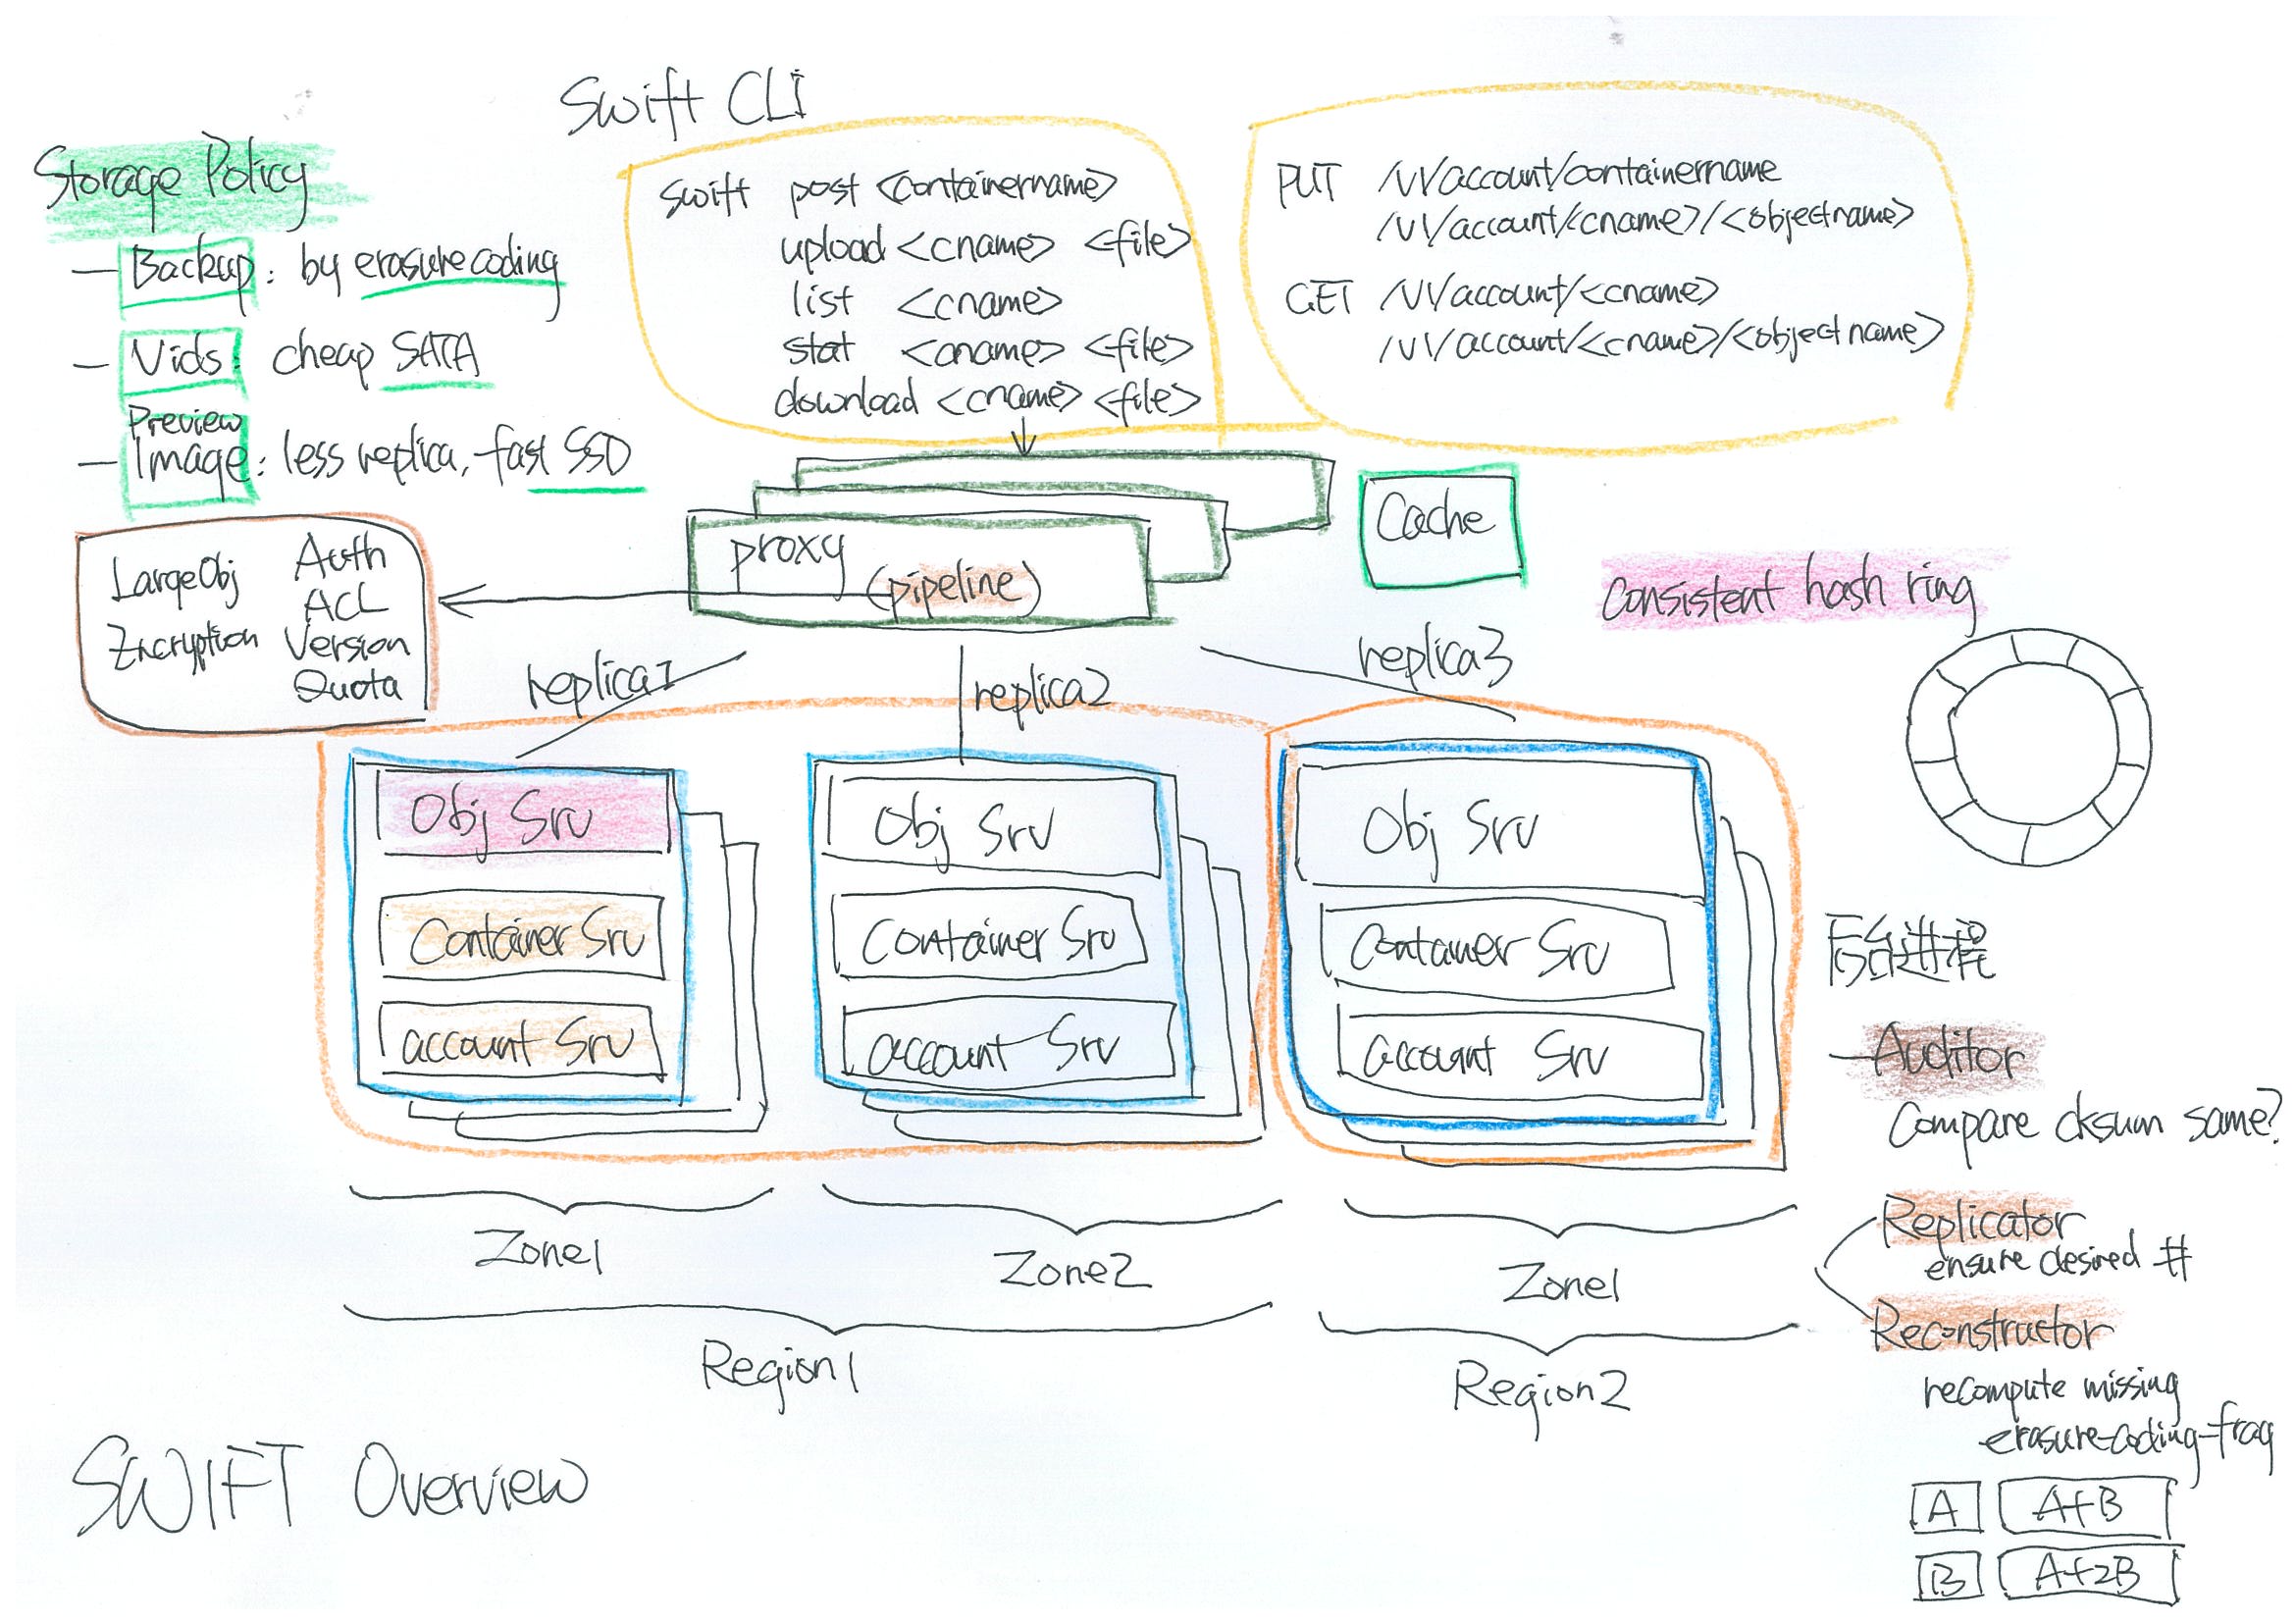 Swift CLI
Storage Policy
— Backup: by erasurecoding
— Vids: cheap SATA
Preview
— Image: less replica, fast SSD
swift post <containername>
upload <cname> <file>
list <cname>
stat <cname> <file>
download <cname> <file>
PUT /v1/account/containername
/v1/account/<cname>/<objectname>
GET /v1/account/<cname>
/v1/account/<cname>/<objectname>
proxy
(pipeline)
Cache
LargeObj Auth
ACL
Encryption Version
Quota
Consistent hash ring
replica1
replica2
replica3
Obj Srv
Container Srv
account Srv
Obj Srv
Container Srv
account Srv
Obj Srv
Container Srv
account Srv
Zone1
Zone2
Zone1
Region1
Region2
后台进程
—Auditor
Compare cksum same?
Replicator
ensure desired #
Reconstructor
recompute missing
erasure-coding-frag
A A+B
B A+2B
SWIFT Overview